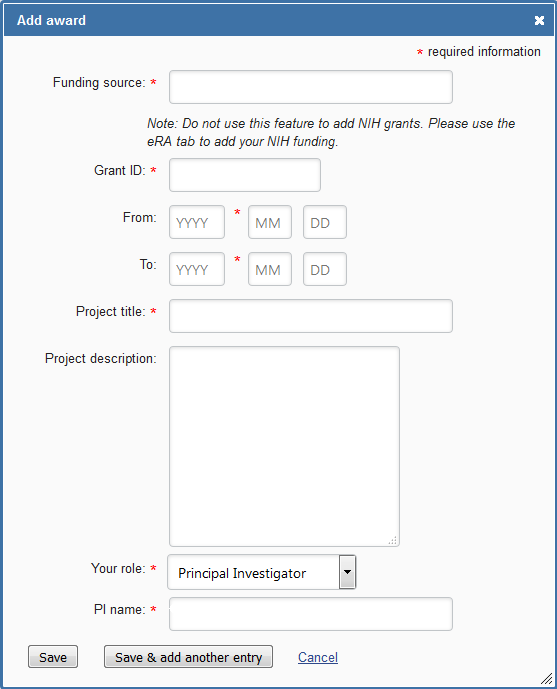 Add award
* required information
Funding source: *
Note: Do not use this feature to add NIH grants. Please use the
eRA tab to add your NIH funding.
Grant ID: *
From: YYYY * MM DD
To: YYYY * MM DD
Project title: *
Project description:
Your role: * Principal Investigator
PI name: *
Save Save & add another entry Cancel